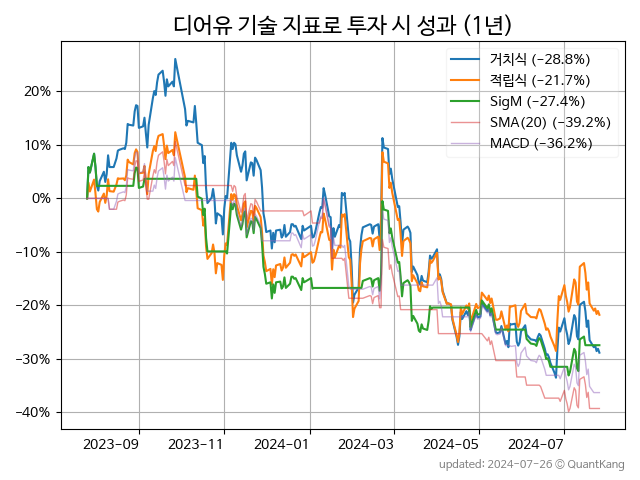 디어유 기술 지표로 투자 시 성과 (1년)
거치식 (−28.8%)
적립식 (−21.7%)
SigM (−27.4%)
SMA(20) (−39.2%)
MACD (−36.2%)
20%
10%
0%
−10%
−20%
−30%
−40%
2023-09 2023-11 2024-01 2024-03 2024-05 2024-07
updated: 2024-07-26 © QuantKang